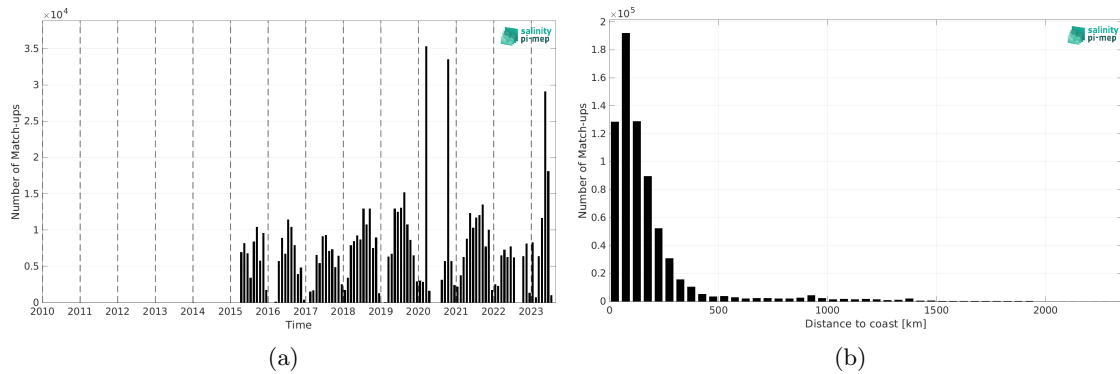 ×10⁴
salinity
pi-mep
3.5
3
2.5
2
1.5
1
0.5
0
Number of Match-ups
2010 2011 2012 2013 2014 2015 2016 2017 2018 2019 2020 2021 2022 2023
Time
(a)
×10⁵
salinity
pi-mep
2
1.8
1.6
1.4
1.2
1
0.8
0.6
0.4
0.2
0
Number of Match-ups
0 500 1000 1500 2000
Distance to coast [km]
(b)